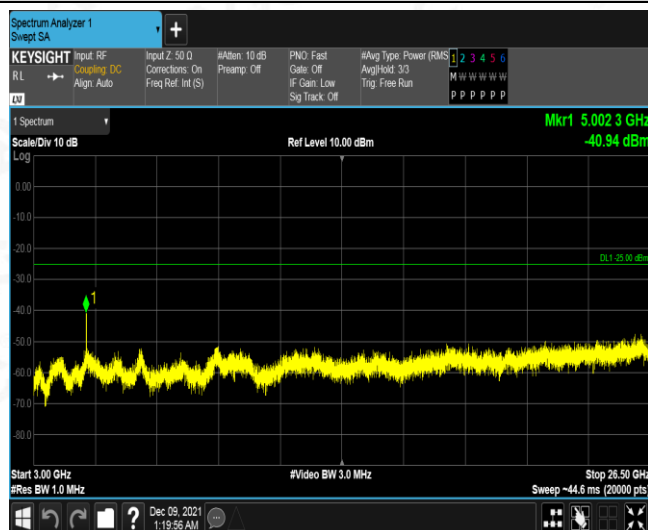 Spectrum Analyzer 1
Swept SA
+
KEYSIGHT
RL
LXI
Input: RF
Coupling: DC
Align: Auto
Input Z: 50 Ω
Corrections: On
Freq Ref: Int (S)
#Atten: 10 dB
Preamp: Off
PNO: Fast
Gate: Off
IF Gain: Low
Sig Track: Off
#Avg Type: Power (RMS
Avg|Hold: 3/3
Trig: Free Run
1 2 3 4 5 6
M W W W W W
P P P P P P
1 Spectrum
Mkr1 5.002 3 GHz
Scale/Div 10 dB
Ref Level 10.00 dBm
-40.94 dBm
Log
0.00
-10.0
-20.0
DL1 -25.00 dBm
-30.0
1
-40.0
-50.0
-60.0
-70.0
-80.0
Start 3.00 GHz
#Video BW 3.0 MHz
Stop 26.50 GHz
#Res BW 1.0 MHz
Sweep ~44.6 ms (20000 pts)
?
Dec 09, 2021
1:19:56 AM